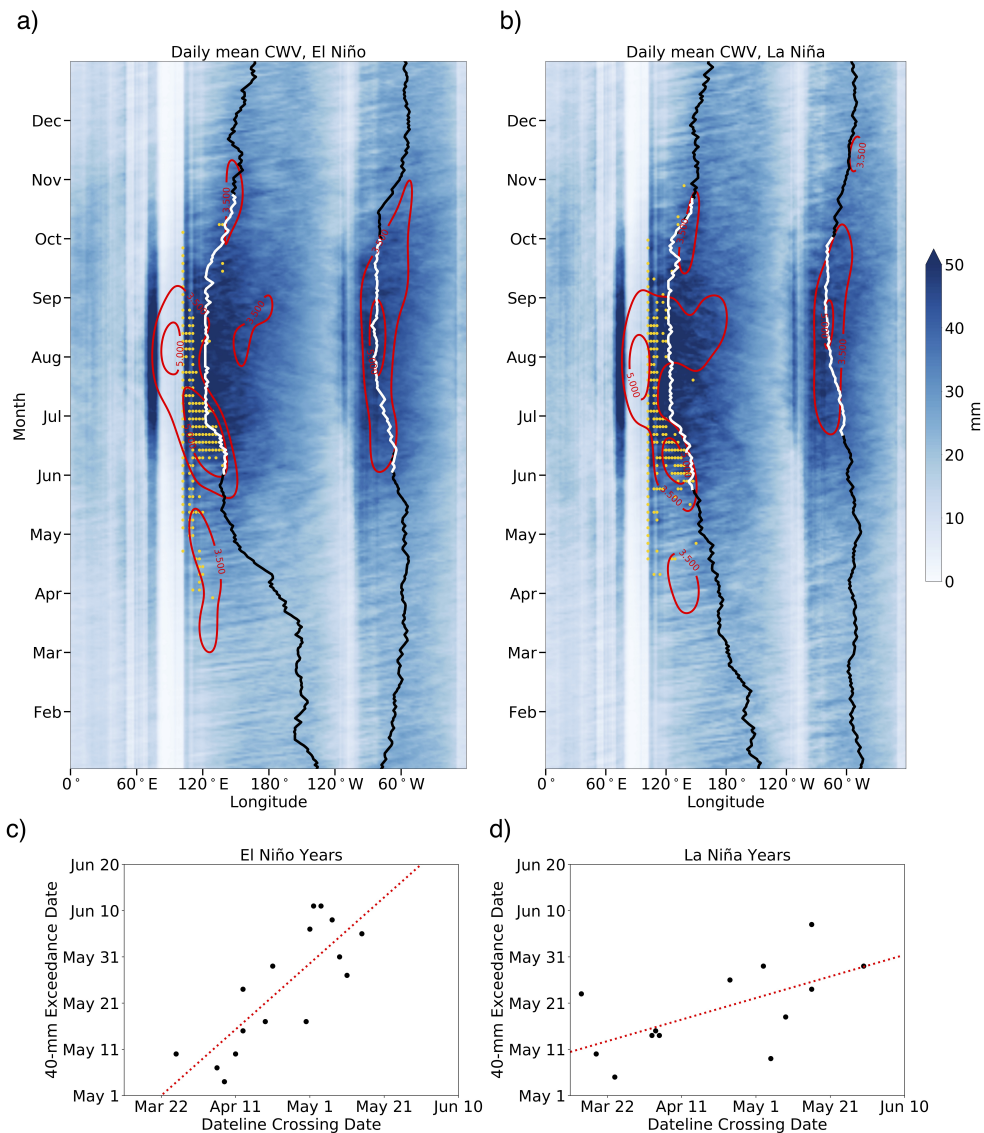 a)
b)
Daily mean CWV, El Niño
Daily mean CWV, La Niña
Dec
Nov
Oct
Sep
Aug
Jul
Jun
May
Apr
Mar
Feb
Month
0°
60°E
120°E
180°
120°W
60°W
Longitude
3.500
5.000
3.500
Dec
Nov
Oct
Sep
Aug
Jul
Jun
May
Apr
Mar
Feb
0°
60°E
120°E
180°
120°W
60°W
Longitude
3.500
5.000
3.500
3.500
3.500
50
40
30
20
10
0
mm
c)
d)
El Niño Years
La Niña Years
Jun 20
Jun 10
May 31
May 21
May 11
May 1
40-mm Exceedance Date
Mar 22
Apr 11
May 1
May 21
Jun 10
Dateline Crossing Date
Jun 20
Jun 10
May 31
May 21
May 11
May 1
40-mm Exceedance Date
Mar 22
Apr 11
May 1
May 21
Jun 10
Dateline Crossing Date